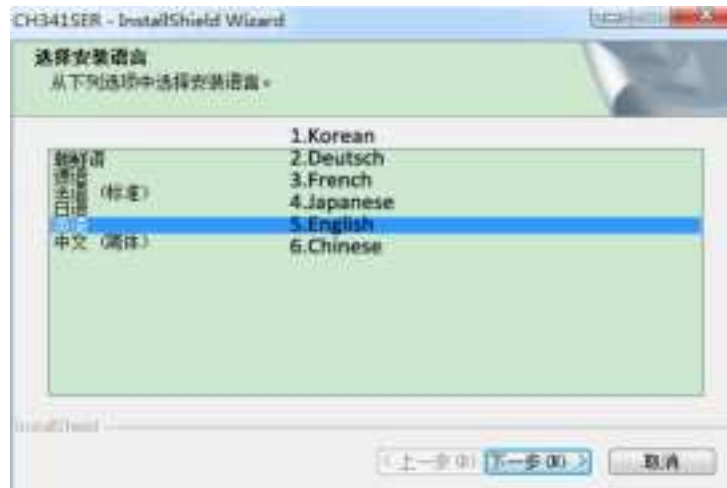 CH341SER - InstallShield Wizard
选择安装语言
从下列选项中选择安装语言。
1.Korean
朝鲜语
2.Deutsch
德语
3.French
法语 (标准)
4.Japanese
日语
5.English
英语
6.Chinese
中文 (简体)
InstallShield
<上一步(B)
下一步(N) >
取消